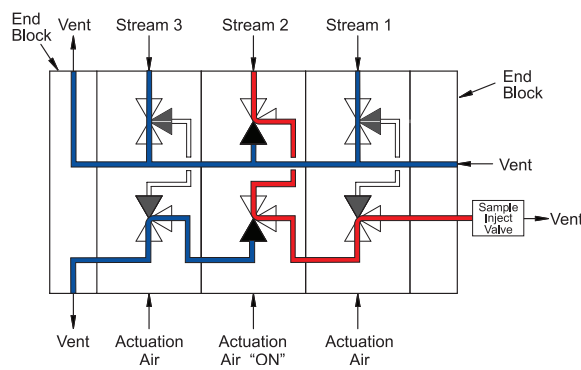 End
Block
Vent
Stream 3
Stream 2
Stream 1
End
Block
Vent
Sample
Inject
Valve
Vent
Vent
Actuation
Air
Actuation
Air "ON"
Actuation
Air